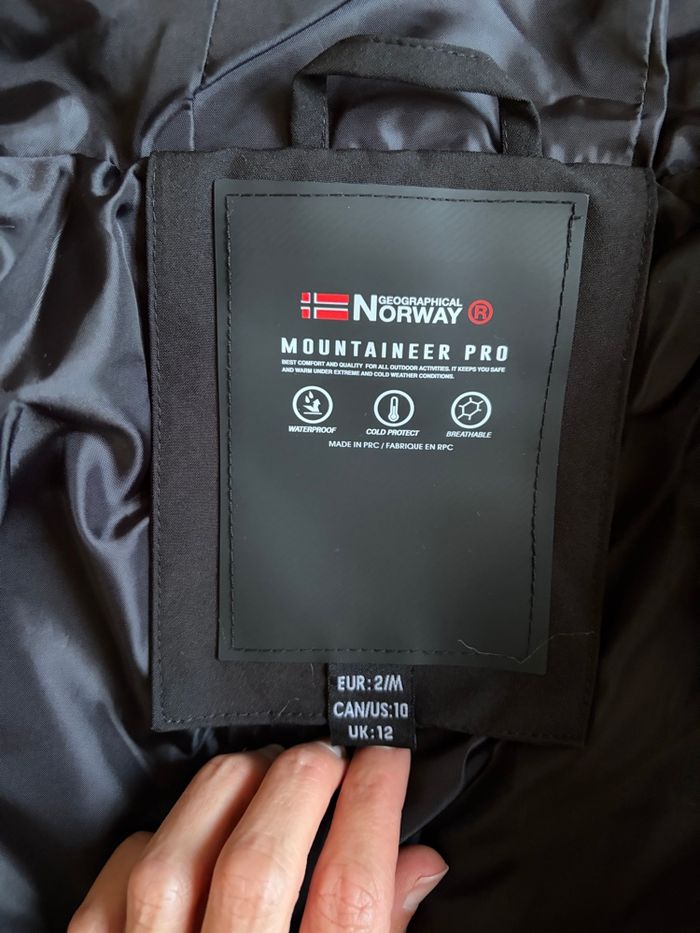 GEOGRAPHICAL
NORWAY ®
MOUNTAINEER PRO
BEST COMFORT AND QUALITY FOR ALL OUTDOOR ACTIVITIES. IT KEEPS YOU SAFE
AND WARM UNDER EXTREME AND COLD WEATHER CONDITIONS.
WATERPROOF COLD PROTECT BREATHABLE
MADE IN PRC / FABRIQUE EN RPC
EUR:2/M
CAN/US:10
UK:12